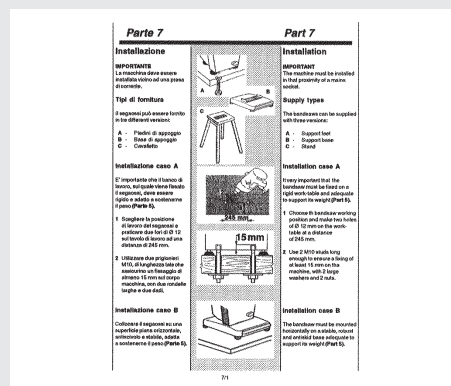 Parte 7
Installazione
IMPORTANTE
La macchina deve essere
installata vicino ad una presa
di corrente.
Tipi di fornitura
Il segaossi può essere fornito
in tre differenti versioni:
A - Piedini di appoggio
B - Base di appoggio
C - Cavalletto
Installazione caso A
E' importante che il banco di
lavoro, sul quale viene fissato
il segaossi, deve essere
rigido e adatto a sostenerne
il peso (Parte 5).
1 Scegliere la posizione
di lavoro del segaossi e
praticare due fori di Ø 12
sul tavolo di lavoro ad una
distanza di 245 mm.
2 Utilizzare due prigionieri
M10, di lunghezza tale che
assicurino un fissaggio di
almeno 15 mm sul corpo
macchina, con due rondelle
larghe e due dadi.
Installazione caso B
Collocare il segaossi su una
superficie piana orizzontale,
antiscivolo e stabile, adatta
a sostenerne il peso (Parte 5).
A
B
C
245 mm
15mm
Part 7
Installation
IMPORTANT
The machine must be installed
in that proximity of a mains
socket.
Supply types
The bandsaws can be supplied
with three versions:
A - Support feet
B - Support base
C - Stand
Installation case A
It very important that the
bandsaw must be fixed on a
rigid work-table and adequate
to support its weight (Part 5).
1 Choose th bandsaw working
position and make two holes
of Ø 12 mm on the work-
table at a distance
of 245 mm.
2 Use 2 M10 studs long
enough to ensure a fixing of
at least 15 mm on the
machine, with 2 large
washers and 2 nuts.
Installation case B
The bandsaw must be mounted
horizontally on a stable, robust
and antiskid base adequate to
support its weight (Part 5).
7/1